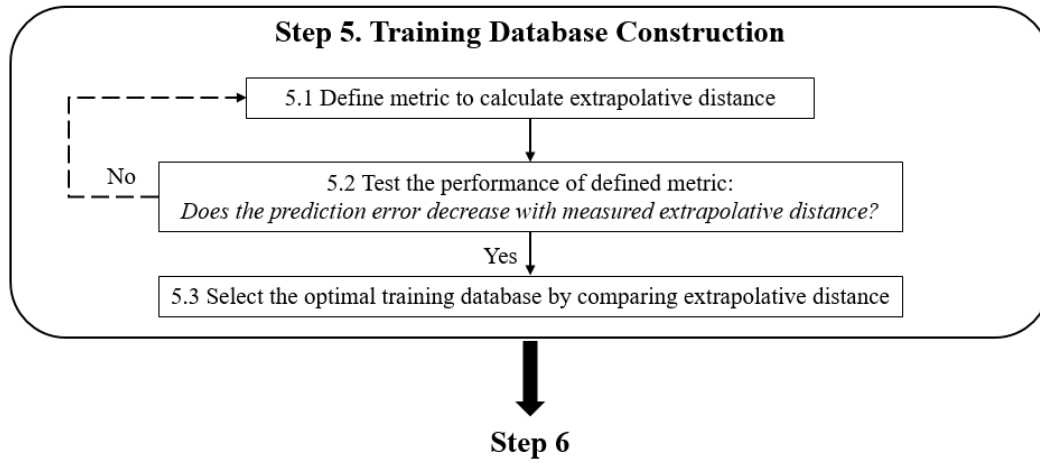 Step 5. Training Database Construction
5.1 Define metric to calculate extrapolative distance
No
5.2 Test the performance of defined metric:
Does the prediction error decrease with measured extrapolative distance?
Yes
5.3 Select the optimal training database by comparing extrapolative distance
Step 6